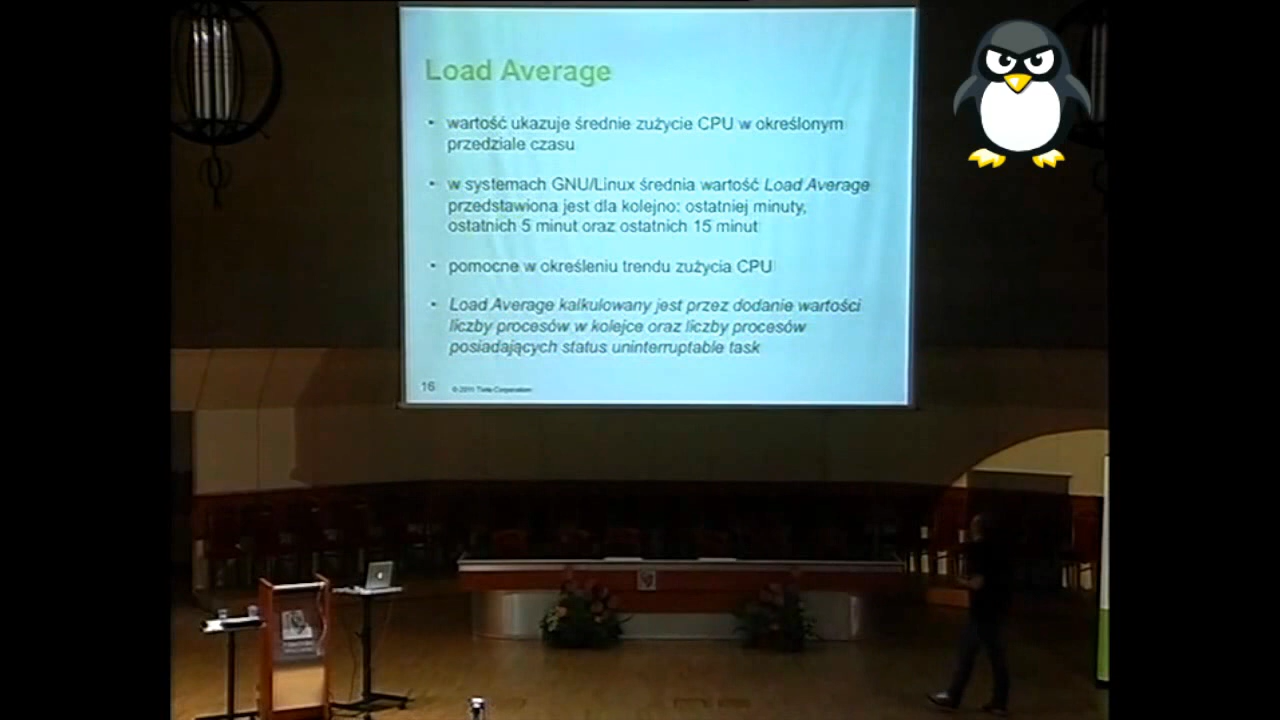 Load Average
• wartość ukazuje średnie zużycie CPU w określonym
przedziale czasu
• w systemach GNU/Linux średnia wartość Load Average
przedstawiona jest dla kolejno: ostatniej minuty,
ostatnich 5 minut oraz ostatnich 15 minut
• pomocne w określeniu trendu zużycia CPU
• Load Average kalkulowany jest przez dodanie wartości
liczby procesów w kolejce oraz liczby procesów
posiadających status uninterruptable task
16 © 2011 Tieto Corporation